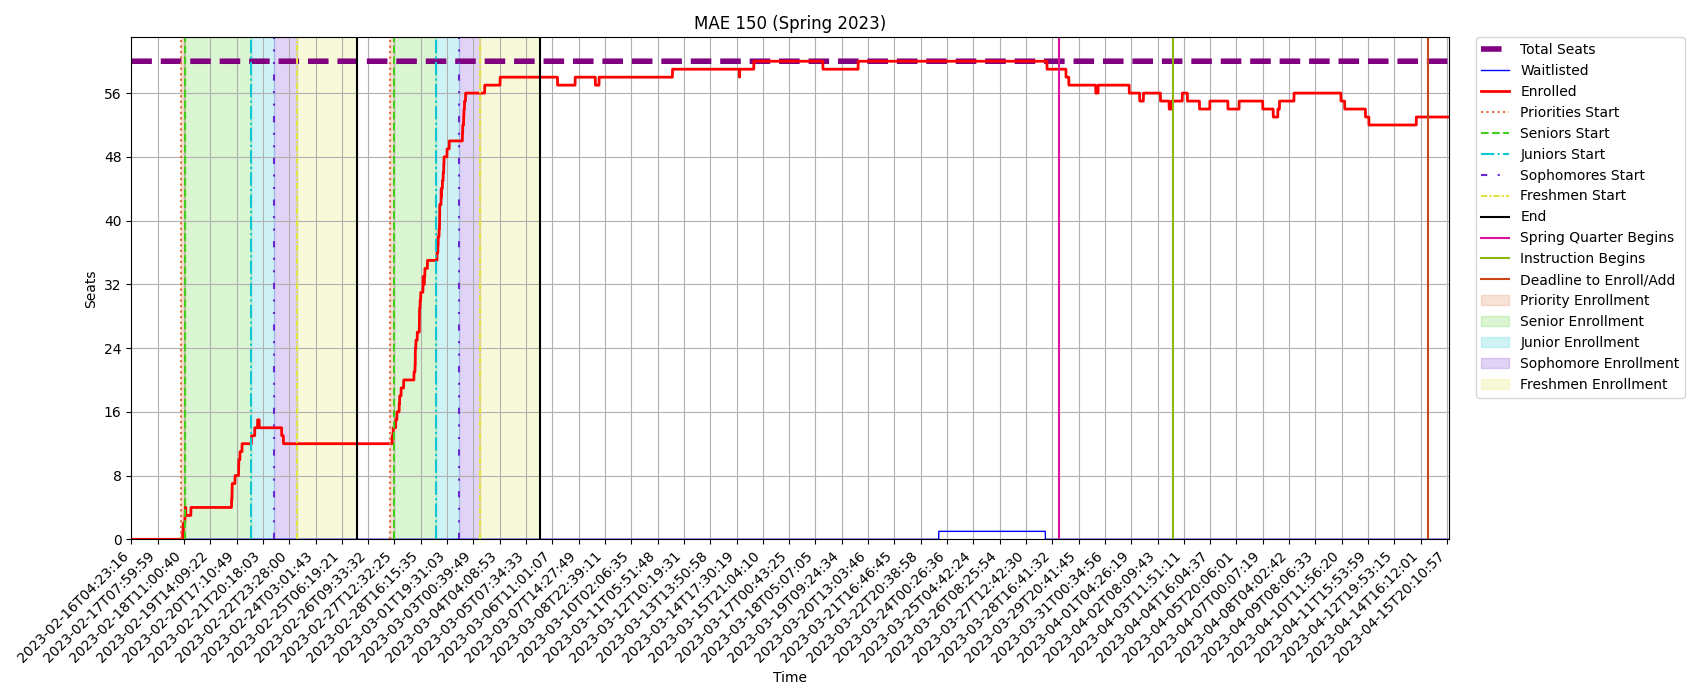 MAE 150 (Spring 2023)
Seats
56
48
40
32
24
16
8
0
2023-02-16T04:23:16
2023-02-17T07:59:59
2023-02-18T11:00:40
2023-02-19T14:09:22
2023-02-20T17:10:49
2023-02-21T20:18:03
2023-02-22T23:28:00
2023-02-24T03:01:43
2023-02-25T06:19:21
2023-02-26T09:33:32
2023-02-27T12:32:25
2023-02-28T16:15:35
2023-03-01T19:31:03
2023-03-03T00:39:49
2023-03-04T04:08:53
2023-03-05T07:34:33
2023-03-06T11:01:07
2023-03-07T14:27:49
2023-03-08T22:39:11
2023-03-10T02:06:35
2023-03-11T05:51:48
2023-03-12T10:19:31
2023-03-13T13:50:58
2023-03-14T17:30:19
2023-03-15T21:04:10
2023-03-17T00:43:25
2023-03-18T05:07:05
2023-03-19T09:24:34
2023-03-20T13:03:46
2023-03-21T16:46:45
2023-03-22T20:38:58
2023-03-24T00:26:36
2023-03-25T04:42:24
2023-03-26T08:25:54
2023-03-27T12:42:30
2023-03-28T16:41:32
2023-03-29T20:41:45
2023-03-31T00:34:56
2023-04-01T04:26:19
2023-04-02T08:09:43
2023-04-03T11:51:11
2023-04-04T16:04:37
2023-04-05T20:06:01
2023-04-07T00:07:19
2023-04-08T04:02:42
2023-04-09T08:06:33
2023-04-10T11:56:20
2023-04-11T15:53:59
2023-04-12T19:53:15
2023-04-14T16:12:01
2023-04-15T20:10:57
Time
Total Seats
Waitlisted
Enrolled
Priorities Start
Seniors Start
Juniors Start
Sophomores Start
Freshmen Start
End
Spring Quarter Begins
Instruction Begins
Deadline to Enroll/Add
Priority Enrollment
Senior Enrollment
Junior Enrollment
Sophomore Enrollment
Freshmen Enrollment